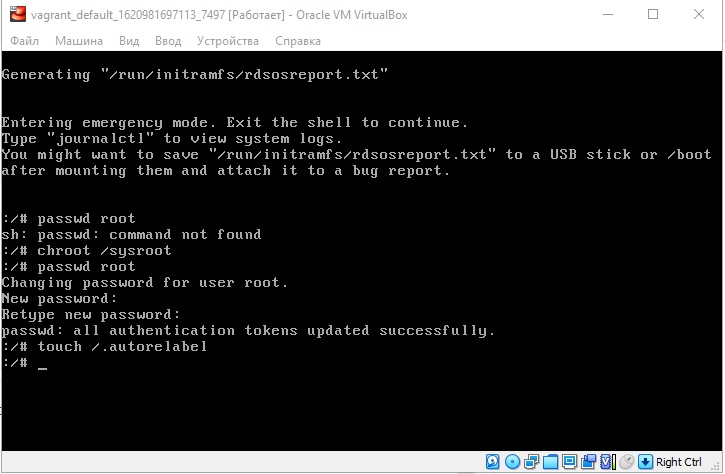 vagrant_default_1620981697113_7497 [Работает] - Oracle VM VirtualBox
Файл Машина Вид Ввод Устройства Справка
Generating "/run/initramfs/rdsosreport.txt"
Entering emergency mode. Exit the shell to continue.
Type "journalctl" to view system logs.
You might want to save "/run/initramfs/rdsosreport.txt" to a USB stick or /boot
after mounting them and attach it to a bug report.
:/# passwd root
sh: passwd: command not found
:/# chroot /sysroot
:/# passwd root
Changing password for user root.
New password:
Retype new password:
passwd: all authentication tokens updated successfully.
:/# touch /.autorelabel
:/# _
Right Ctrl